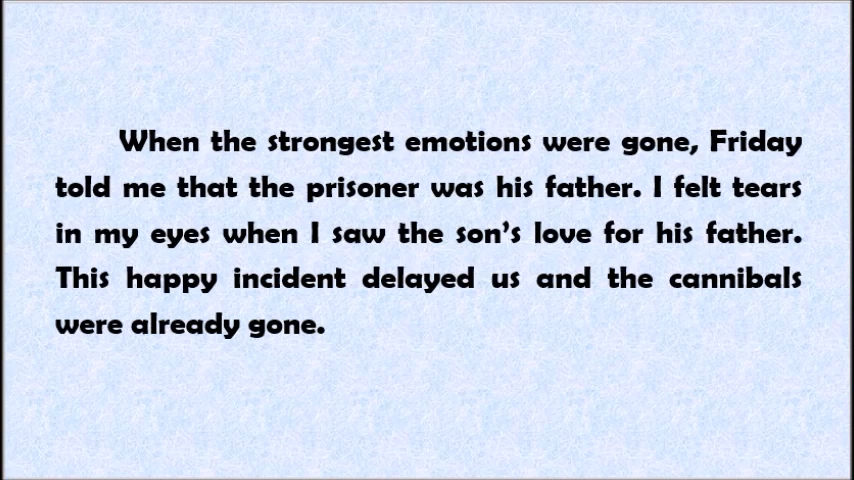 When the strongest emotions were gone, Friday
told me that the prisoner was his father. I felt tears
in my eyes when I saw the son’s love for his father.
This happy incident delayed us and the cannibals
were already gone.